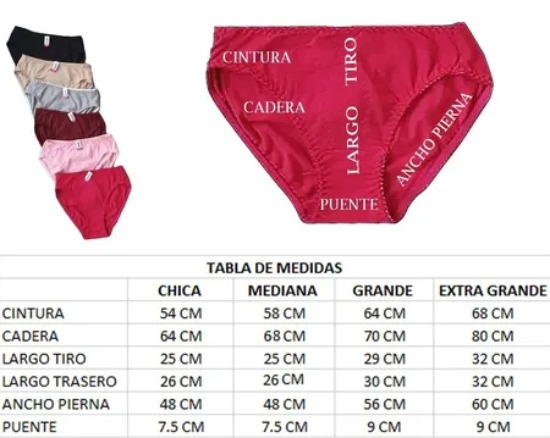 CINTURA
TIRO
CADERA
LARGO
ANCHO PIERNA
PUENTE
TABLA DE MEDIDAS
CHICA MEDIANA GRANDE EXTRA GRANDE
CINTURA 54 CM 58 CM 64 CM 68 CM
CADERA 64 CM 68 CM 70 CM 80 CM
LARGO TIRO 25 CM 25 CM 29 CM 32 CM
LARGO TRASERO 26 CM 26 CM 30 CM 32 CM
ANCHO PIERNA 48 CM 48 CM 56 CM 60 CM
PUENTE 7.5 CM 7.5 CM 9 CM 9 CM